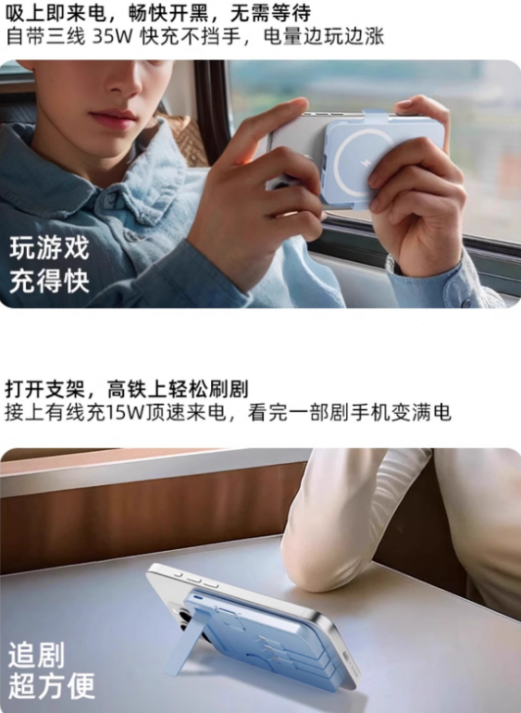 吸上即来电，畅快开黑，无需等待
自带三线 35W 快充不挡手，电量边玩边涨
玩游戏
充得快
打开支架，高铁上轻松刷剧
接上有线充15W顶速来电，看完一部剧手机变满电
追剧
超方便